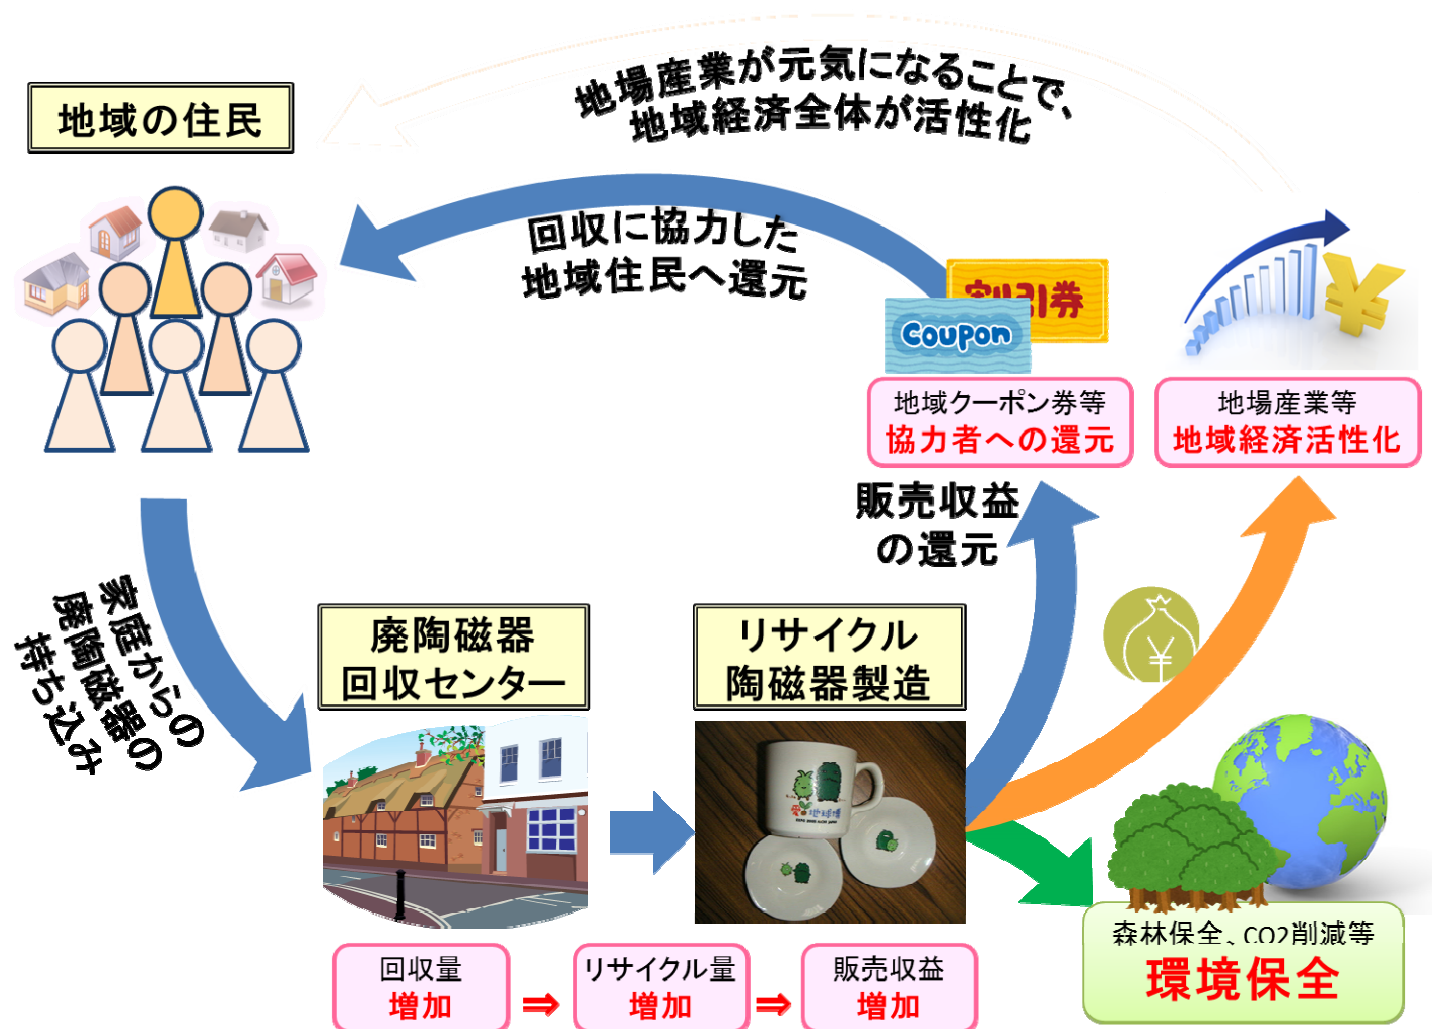 地場産業が元気になることで、
地域経済全体が活性化
地域の住民
回収に協力した
地域住民へ還元
割引券
Coupon
地域クーポン券等
協力者への還元
地場産業等
地域経済活性化
販売収益
の還元
家庭からの
廃陶磁器の
持ち込み
廃陶磁器
回収センター
リサイクル
陶磁器製造
愛・地球博
森林保全、CO2削減等
環境保全
回収量
増加
⇒
リサイクル量
増加
⇒
販売収益
増加